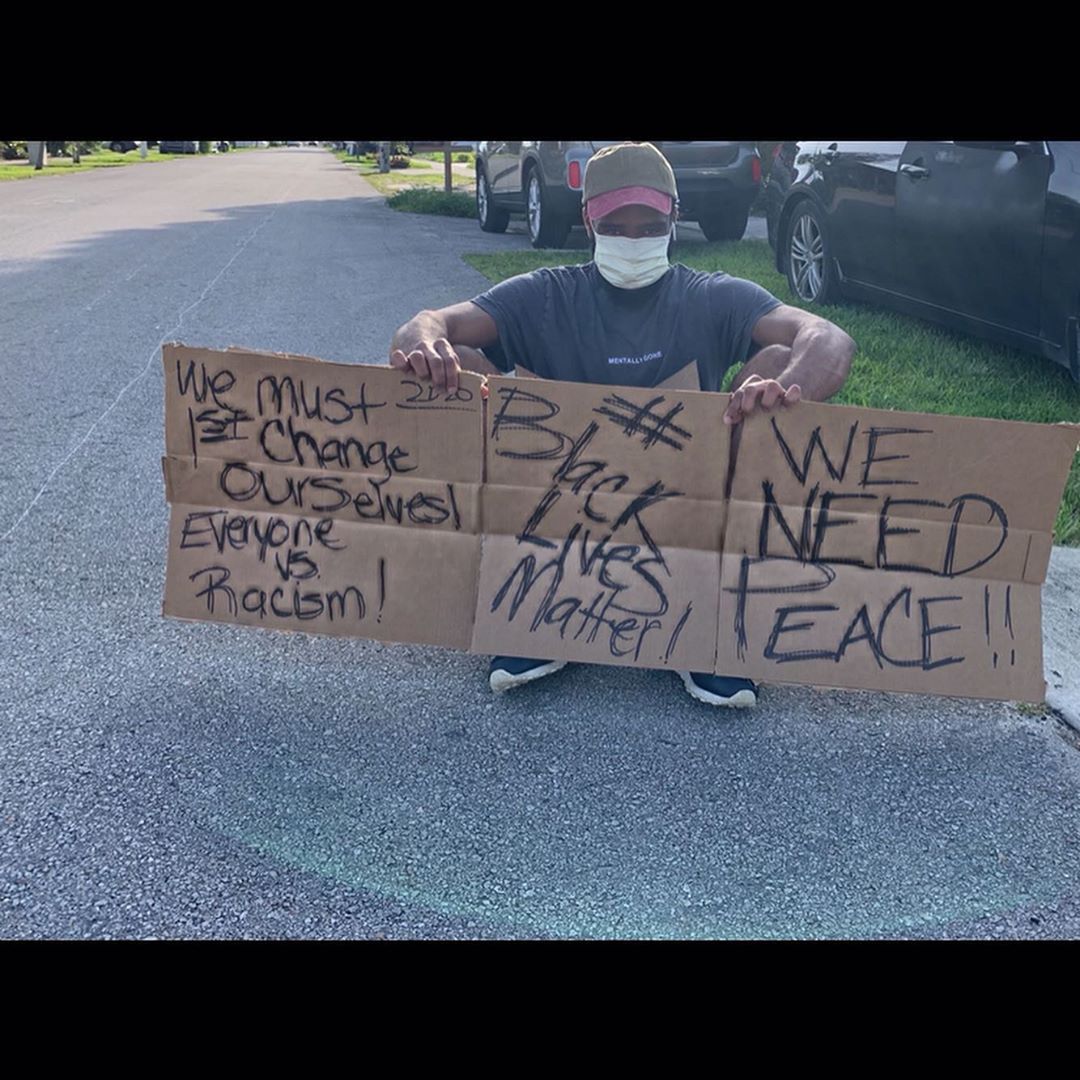 MENTALLY GONE
We Must 2020
1ST Change
Ourselves!
Everyone
vs.
Racism!
#
Black
Lives
Matter!
WE
NEED
PEACE!!